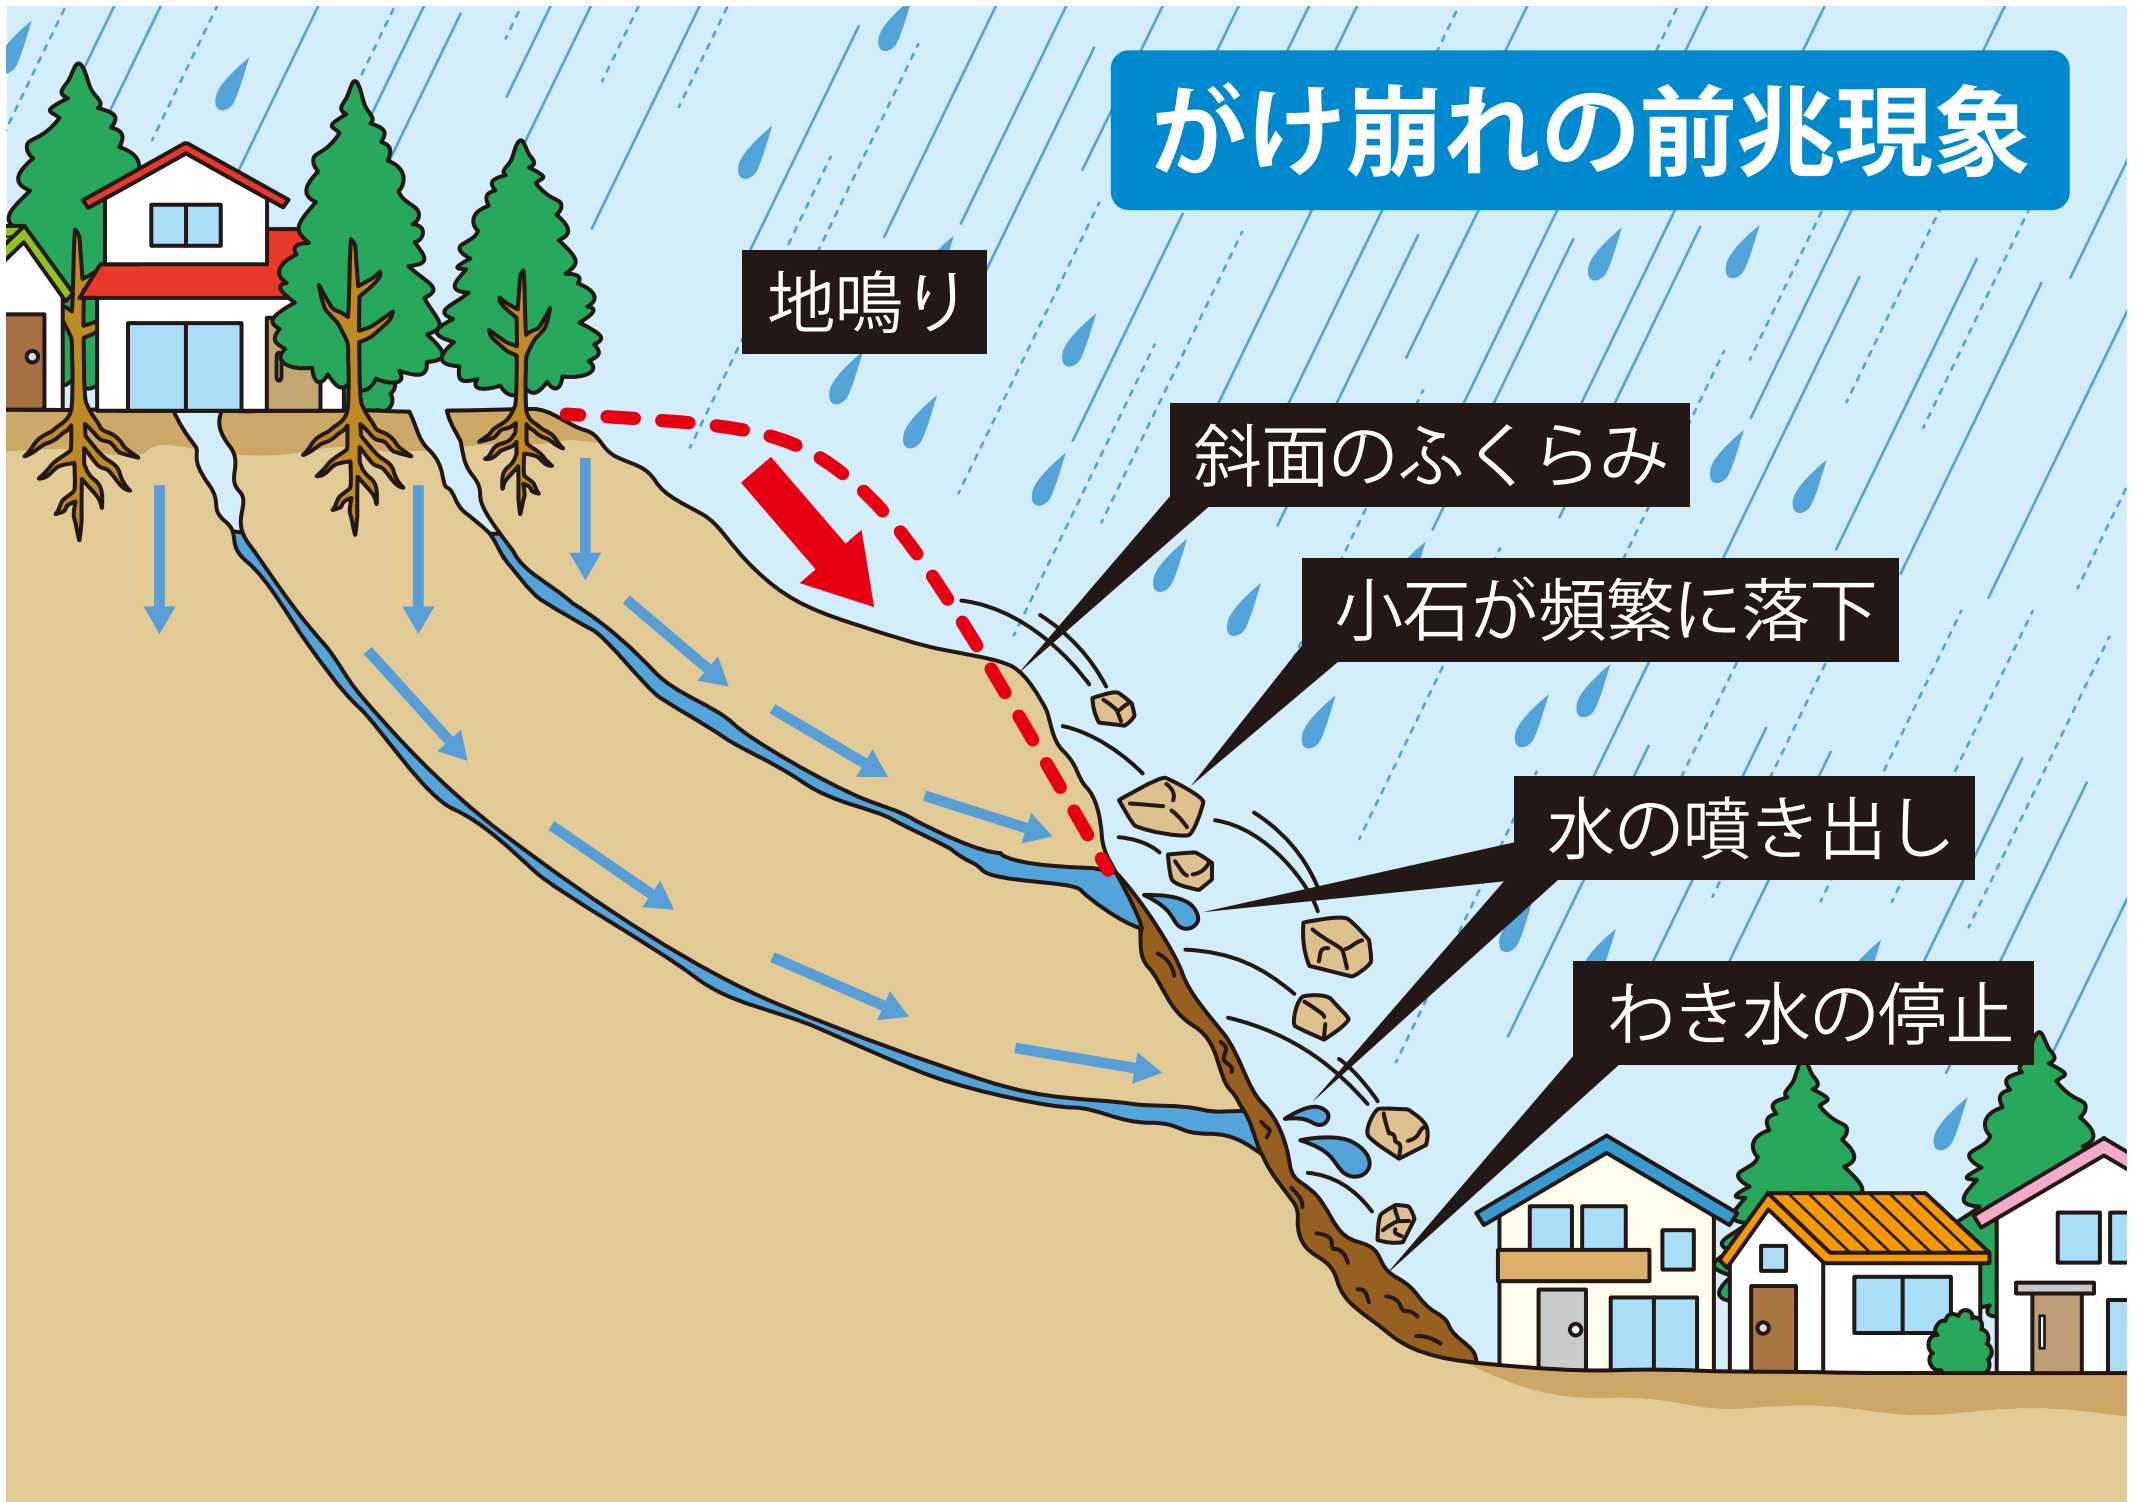 がけ崩れの前兆現象
地鳴り
斜面のふくらみ
小石が頻繁に落下
水の噴き出し
わき水の停止